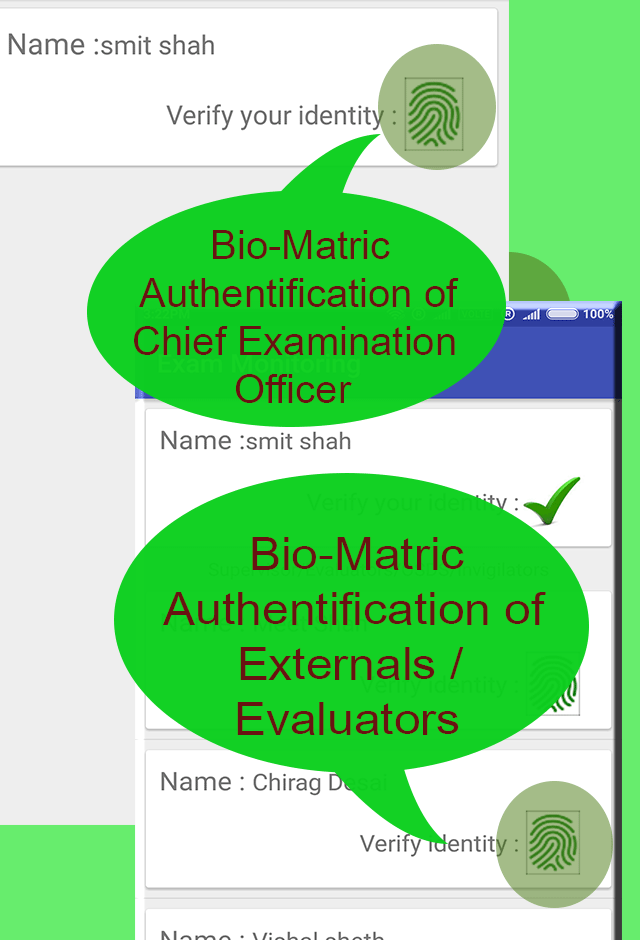 Name :smit shah
Verify your identity :
Bio-Matric
Authentification of
Chief Examination
Officer
100%
Exam Monitoring
Name :smit shah
Verify your identity :
Bio-Matric
Authentification of
Externals /
Evaluators
Verify identity :
Name : Chirag Desai
Verify identity :
Name : Vishal sheth